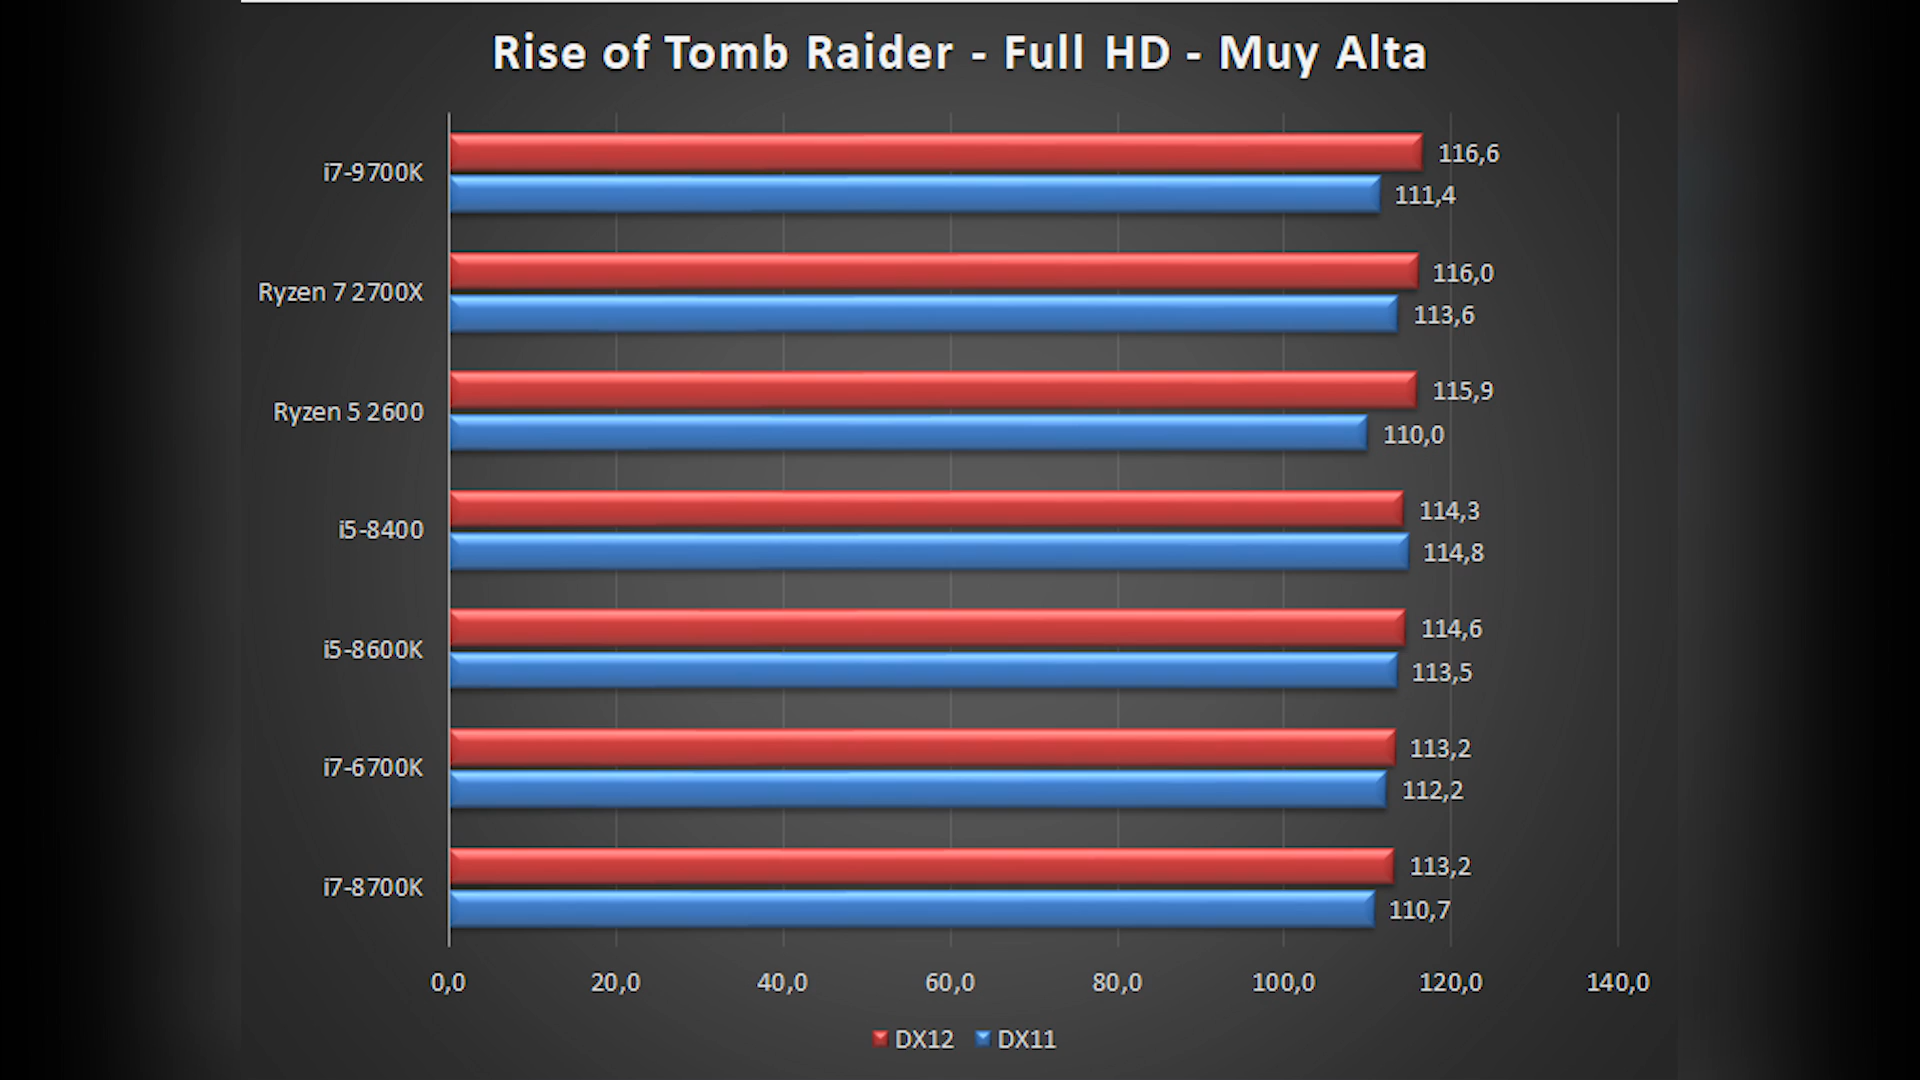 Rise of Tomb Raider - Full HD - Muy Alta
i7-9700K
116,6
111,4
Ryzen 7 2700X
116,0
113,6
Ryzen 5 2600
115,9
110,0
i5-8400
114,3
114,8
i5-8600K
114,6
113,5
i7-6700K
113,2
112,2
i7-8700K
113,2
110,7
0,0 20,0 40,0 60,0 80,0 100,0 120,0 140,0
DX12 DX11